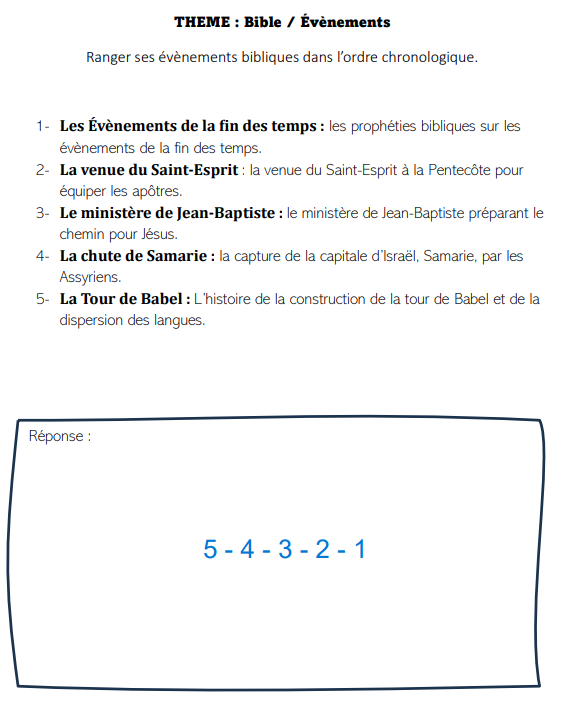 THEME : Bible / Évènements
Ranger ses évènements bibliques dans l'ordre chronologique.
1- Les Évènements de la fin des temps : les prophéties bibliques sur les
évènements de la fin des temps.
2- La venue du Saint-Esprit : la venue du Saint-Esprit à la Pentecôte pour
équiper les apôtres.
3- Le ministère de Jean-Baptiste : le ministère de Jean-Baptiste préparant le
chemin pour Jésus.
4- La chute de Samarie : la capture de la capitale d'Israël, Samarie, par les
Assyriens.
5- La Tour de Babel : L'histoire de la construction de la tour de Babel et de la
dispersion des langues.
Réponse :
5 - 4 - 3 - 2 - 1